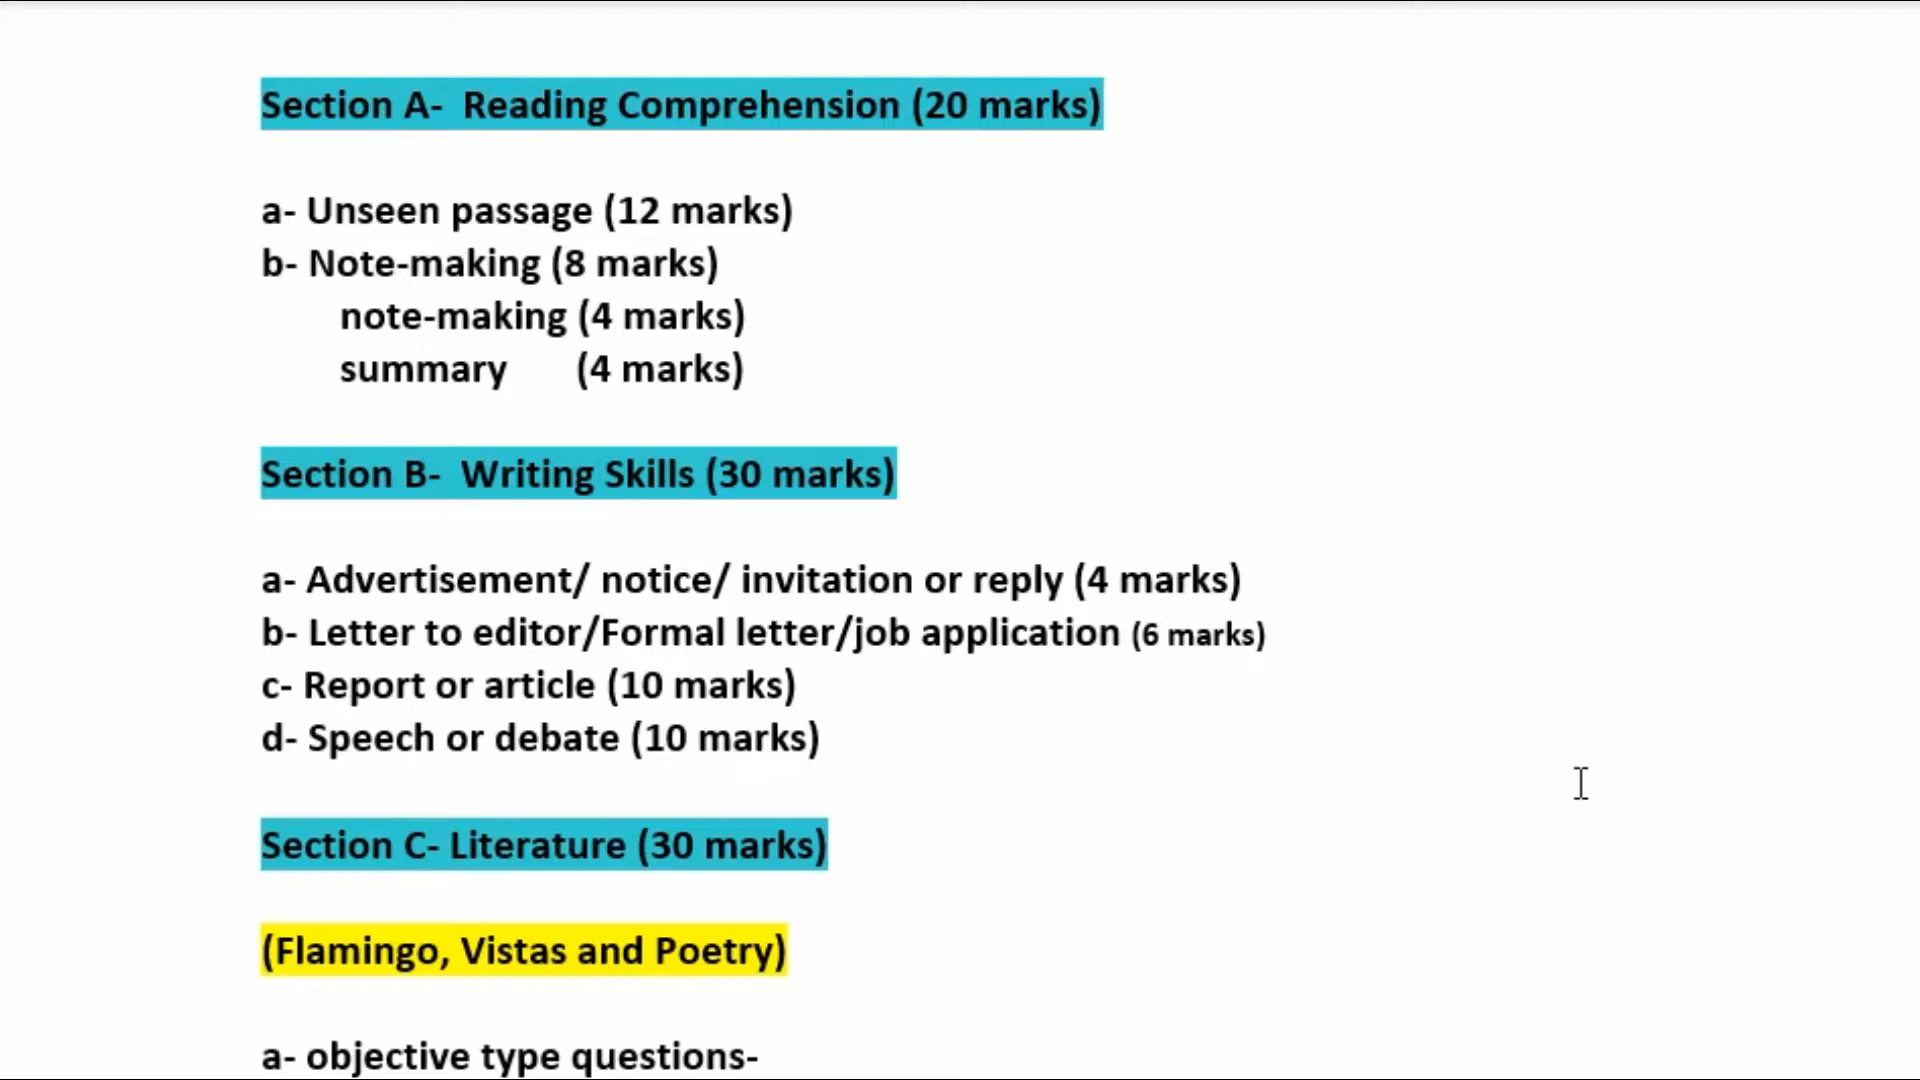 Section A-  Reading Comprehension (20 marks)
a- Unseen passage (12 marks)
b- Note-making (8 marks)
note-making (4 marks)
summary (4 marks)
Section B-  Writing Skills (30 marks)
a- Advertisement/ notice/ invitation or reply (4 marks)
b- Letter to editor/Formal letter/job application (6 marks)
c- Report or article (10 marks)
d- Speech or debate (10 marks)
Section C- Literature (30 marks)
(Flamingo, Vistas and Poetry)
a- objective type questions-